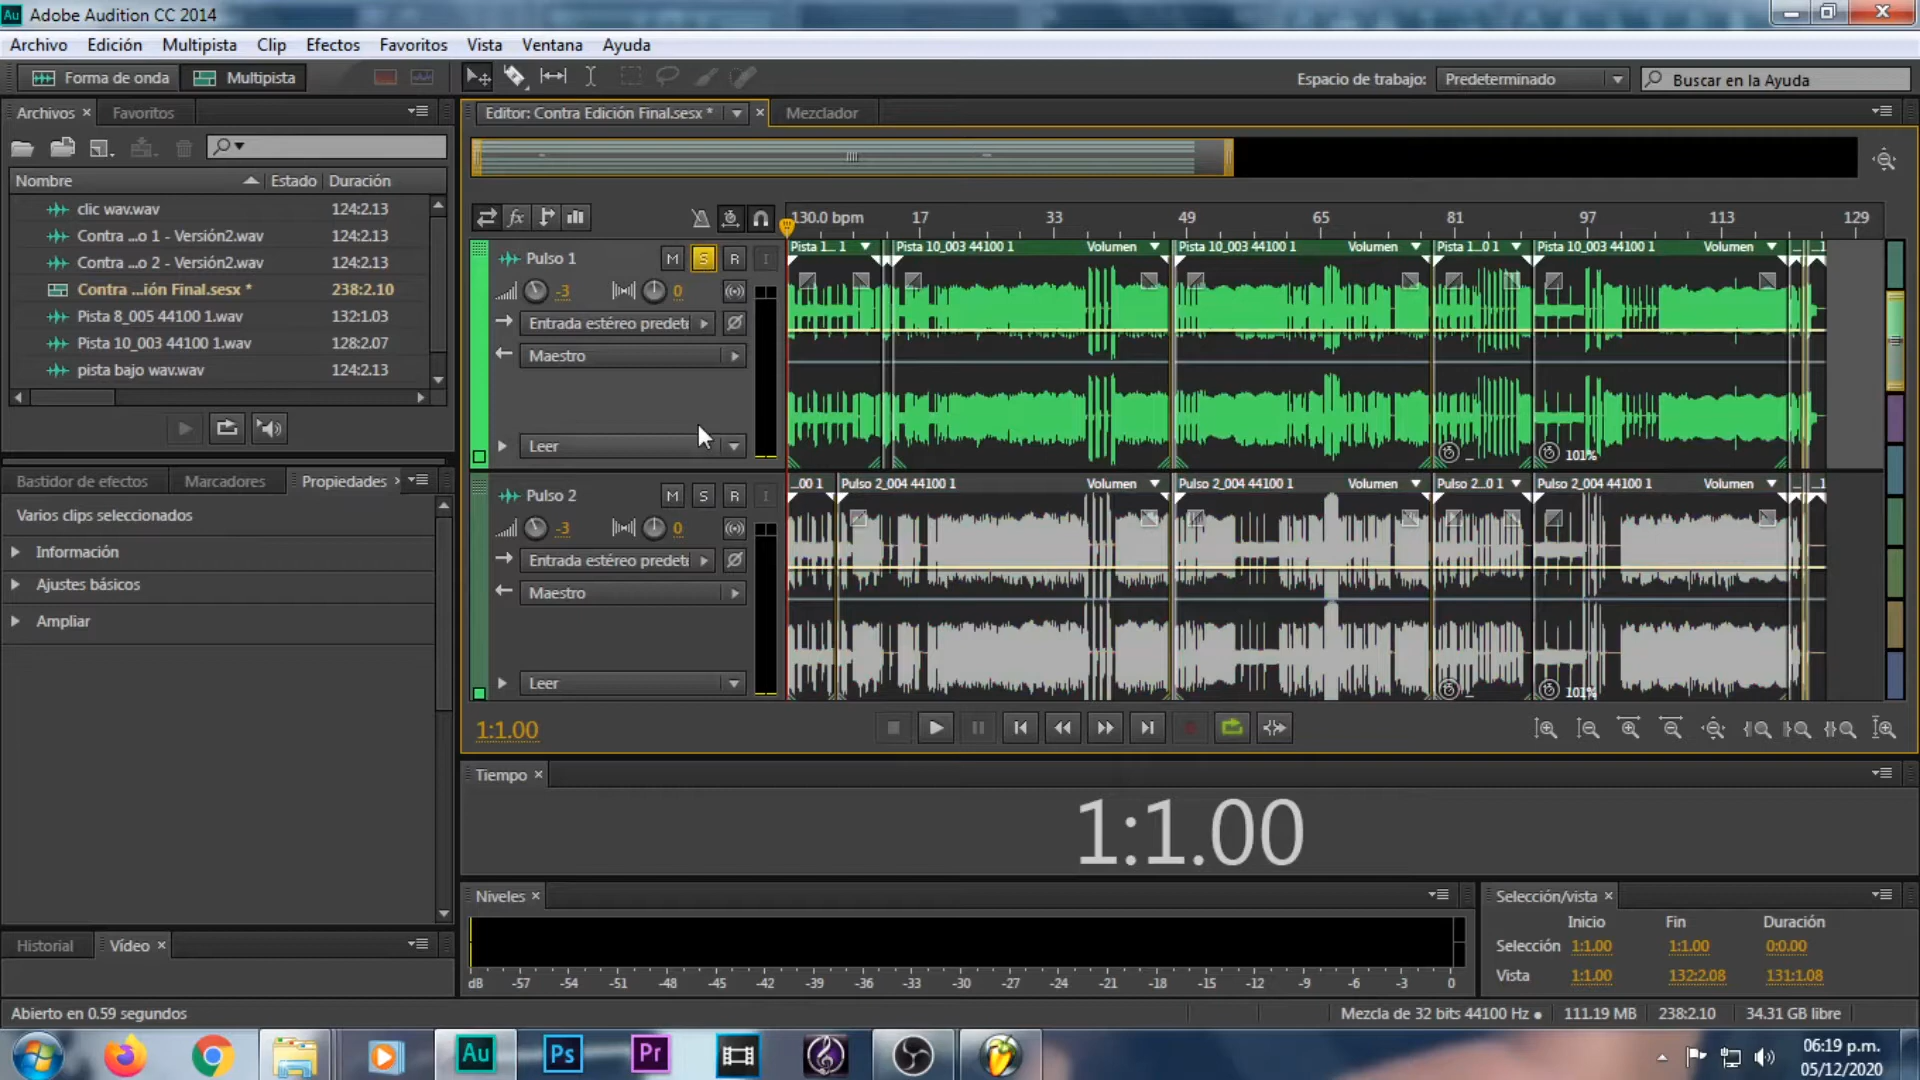 Adobe Audition CC 2014
Archivo Edición Multipista Clip Efectos Favoritos Vista Ventana Ayuda
Forma de onda Multipista Espacio de trabajo: Predeterminado Buscar en la Ayuda
Archivos Favoritos Editor: Contra Edición Final.sesx * Mezclador
Nombre Estado Duración
clic wav.wav 124:2.13
Contra ...o 1 - Versión2.wav 124:2.13
Contra ...o 2 - Versión2.wav 124:2.13
Contra ...ión Final.sesx * 238:2.10
Pista 8_005 44100 1.wav 132:1.03
Pista 10_003 44100 1.wav 128:2.07
pista bajo wav.wav 124:2.13
fx 130.0 bpm 17 33 49 65 81 97 113 129
Pista 1... 1 Pista 10_003 44100 1 Volumen Pista 10_003 44100 1 Volumen Pista 1...0 1 Pista 10_003 44100 1 Volumen ... ...1
Pulso 1 M S R I
-3 0
Entrada estéreo predet
Maestro
Leer
101%
Bastidor de efectos Marcadores Propiedades
Varios clips seleccionados
Información
Ajustes básicos
Ampliar
...00 1 Pulso 2_004 44100 1 Volumen Pulso 2_004 44100 1 Volumen Pulso 2...0 1 Pulso 2_004 44100 1 Volumen ... ...1
Pulso 2 M S R I
-3 0
Entrada estéreo predet
Maestro
Leer
101%
1:1.00
Tiempo
1:1.00
Niveles
dB -57 -54 -51 -48 -45 -42 -39 -36 -33 -30 -27 -24 -21 -18 -15 -12 -9 -6 -3 0
Selección/vista
Inicio Fin Duración
Selección 1:1.00 1:1.00 0:0.00
Vista 1:1.00 132:2.08 131:1.08
Historial Vídeo
Abierto en 0.59 segundos Mezcla de 32 bits 44100 Hz 111.19 MB 238:2.10 34.31 GB libre
Au Ps Pr
06:19 p.m.
05/12/2020